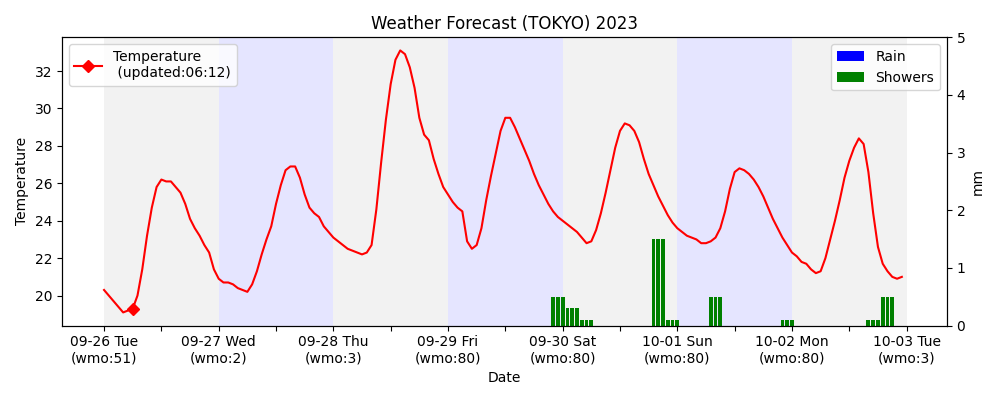 Weather Forecast (TOKYO) 2023
Temperature
(updated:06:12)
Rain
Showers
Temperature
32
30
28
26
24
22
20
5
4
3
2
1
0
mm
09-26 Tue
(wmo:51)
09-27 Wed
(wmo:2)
09-28 Thu
(wmo:3)
09-29 Fri
(wmo:80)
09-30 Sat
(wmo:80)
10-01 Sun
(wmo:80)
10-02 Mon
(wmo:80)
10-03 Tue
(wmo:3)
Date